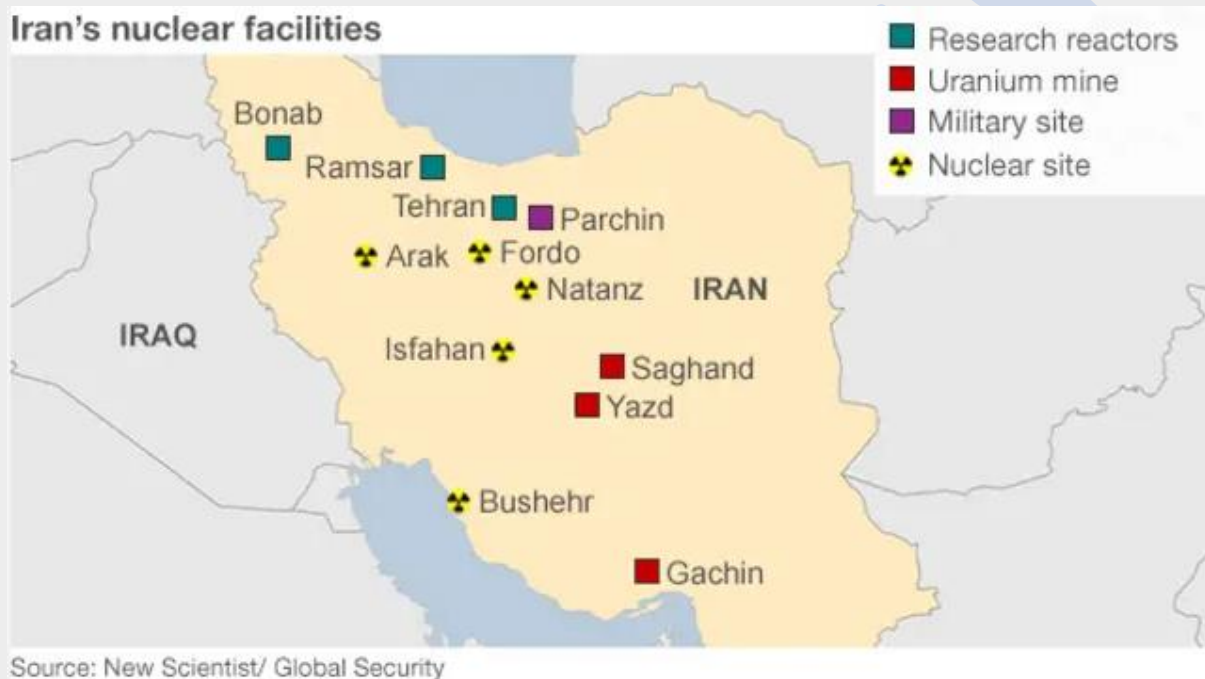 Iran's nuclear facilities
Research reactors
Uranium mine
Military site
Nuclear site
Bonab
Ramsar
Tehran
Parchin
Arak
Fordo
Natanz
IRAN
IRAQ
Isfahan
Saghand
Yazd
Bushehr
Gachin
Source: New Scientist/ Global Security